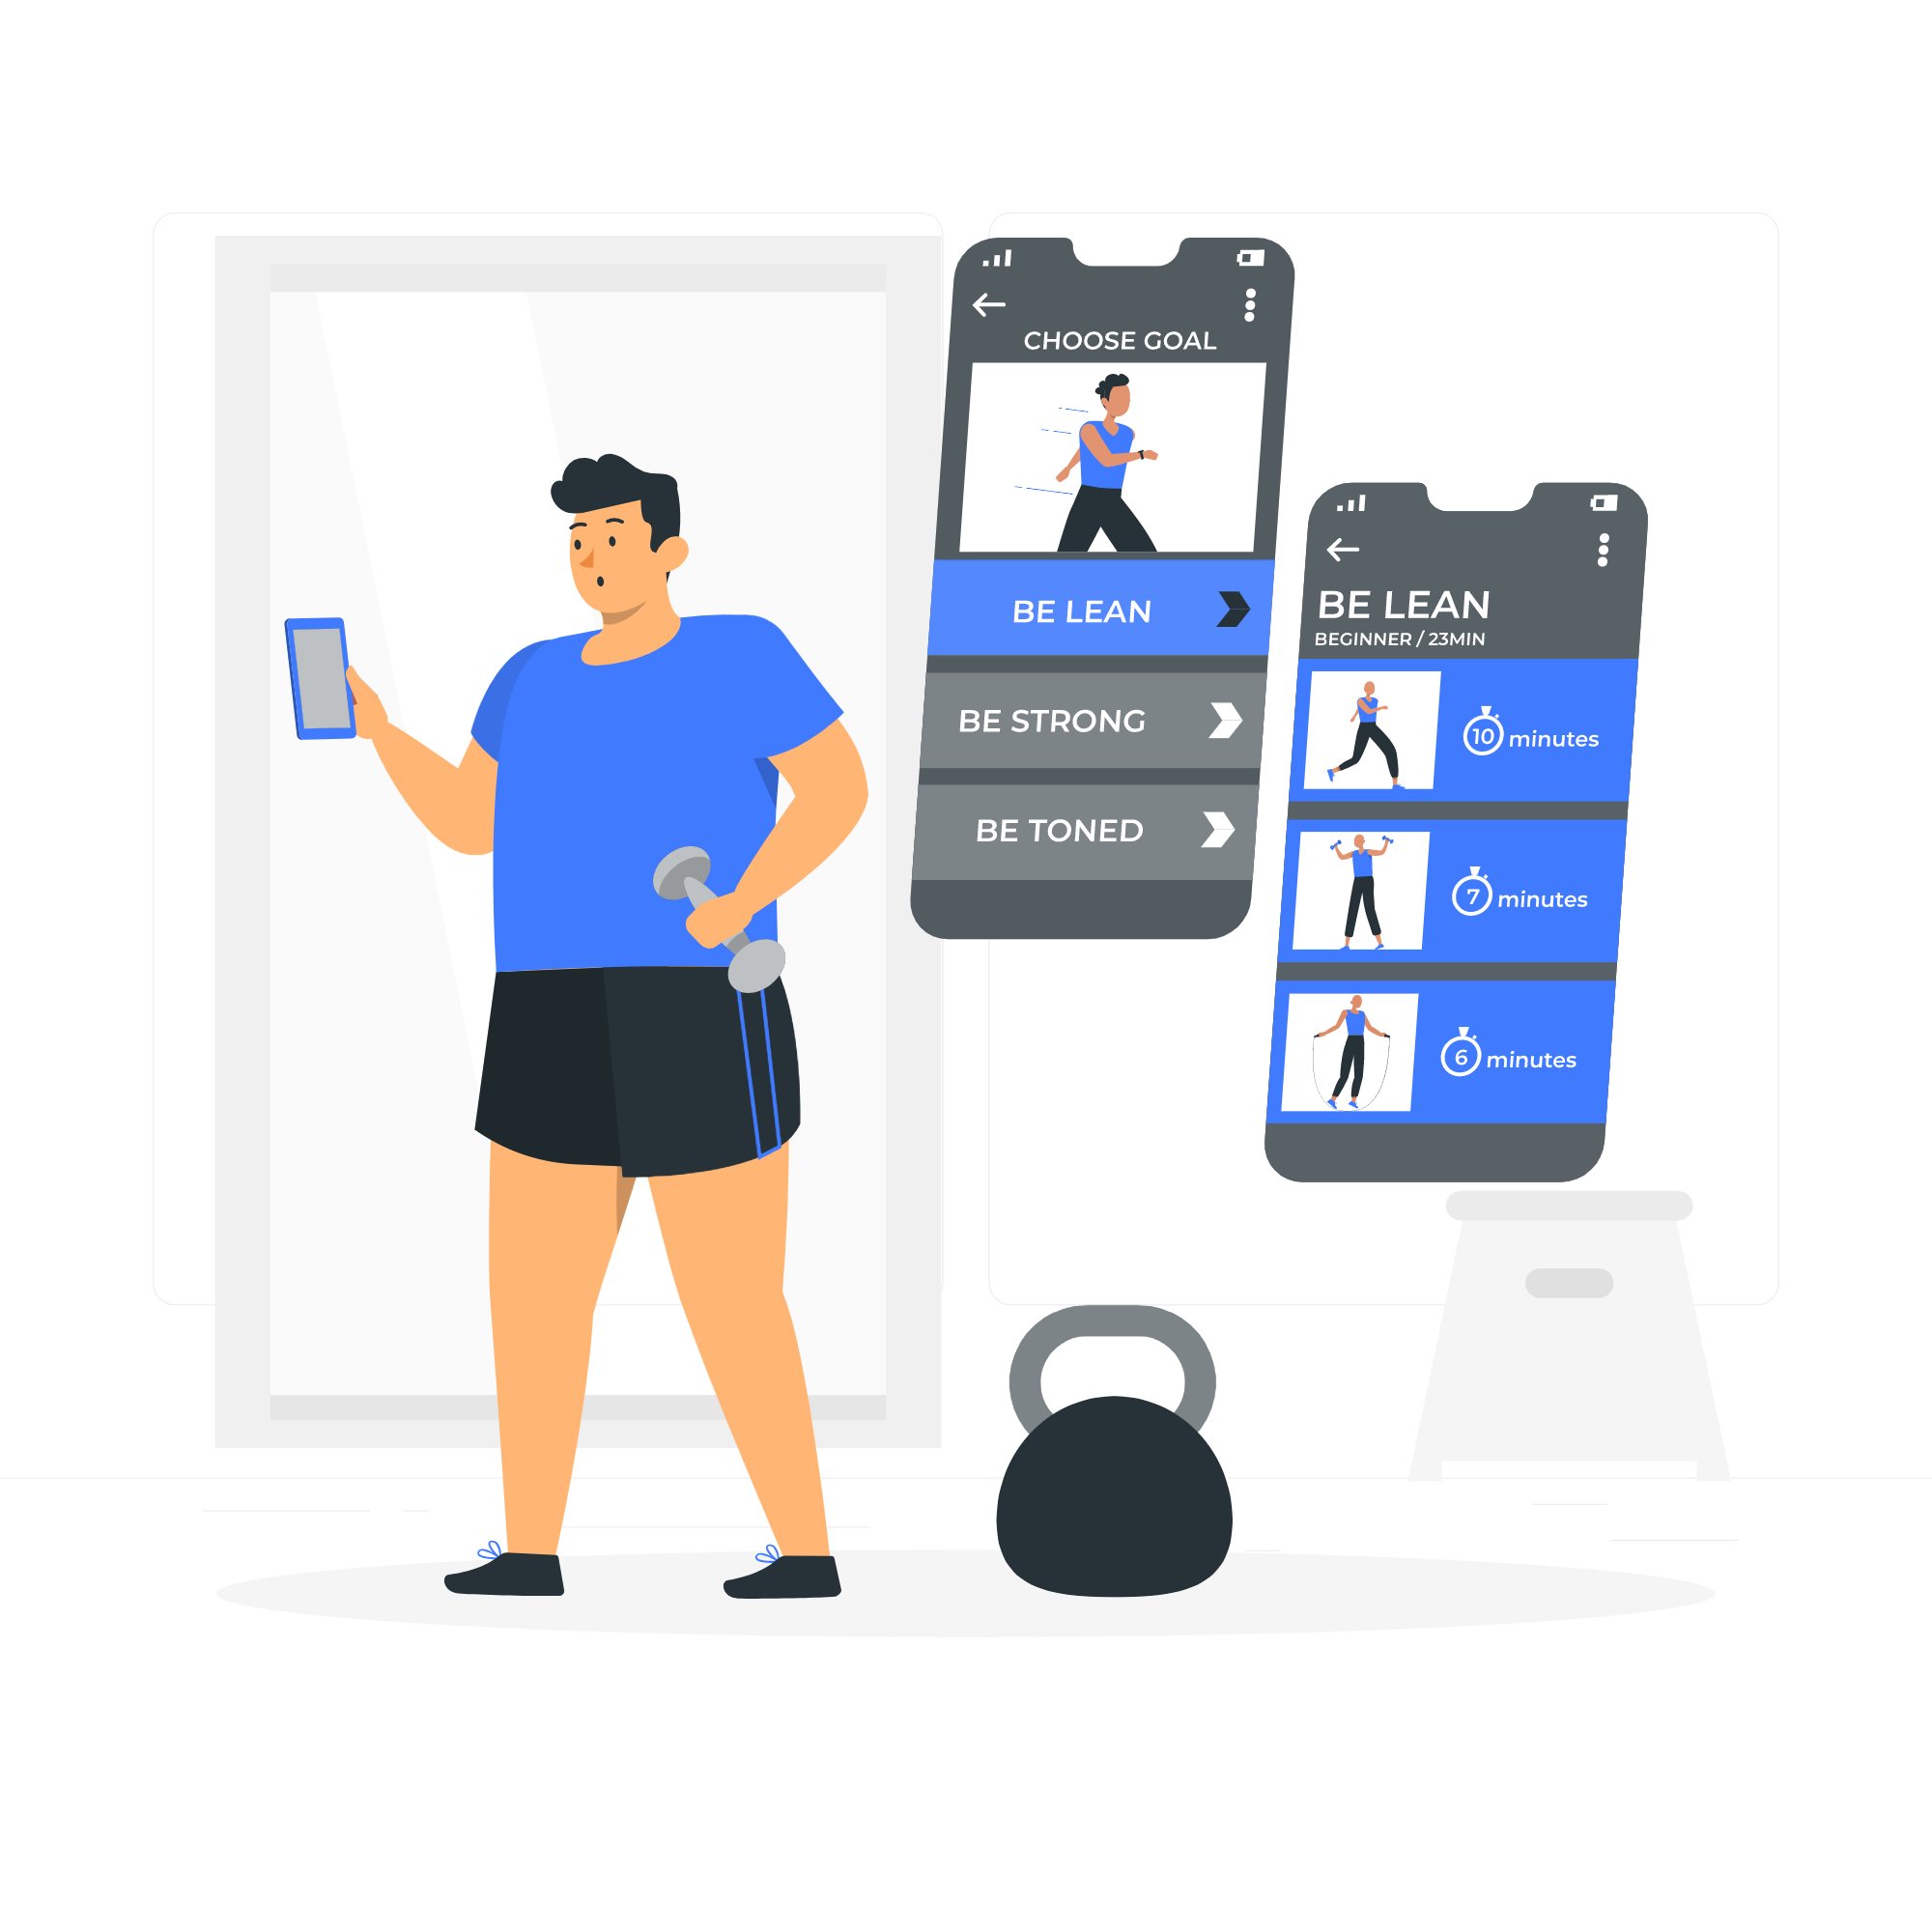 CHOOSE GOAL
BE LEAN
BE STRONG
BE TONED
BE LEAN
BEGINNER / 23MIN
10 minutes
7 minutes
6 minutes